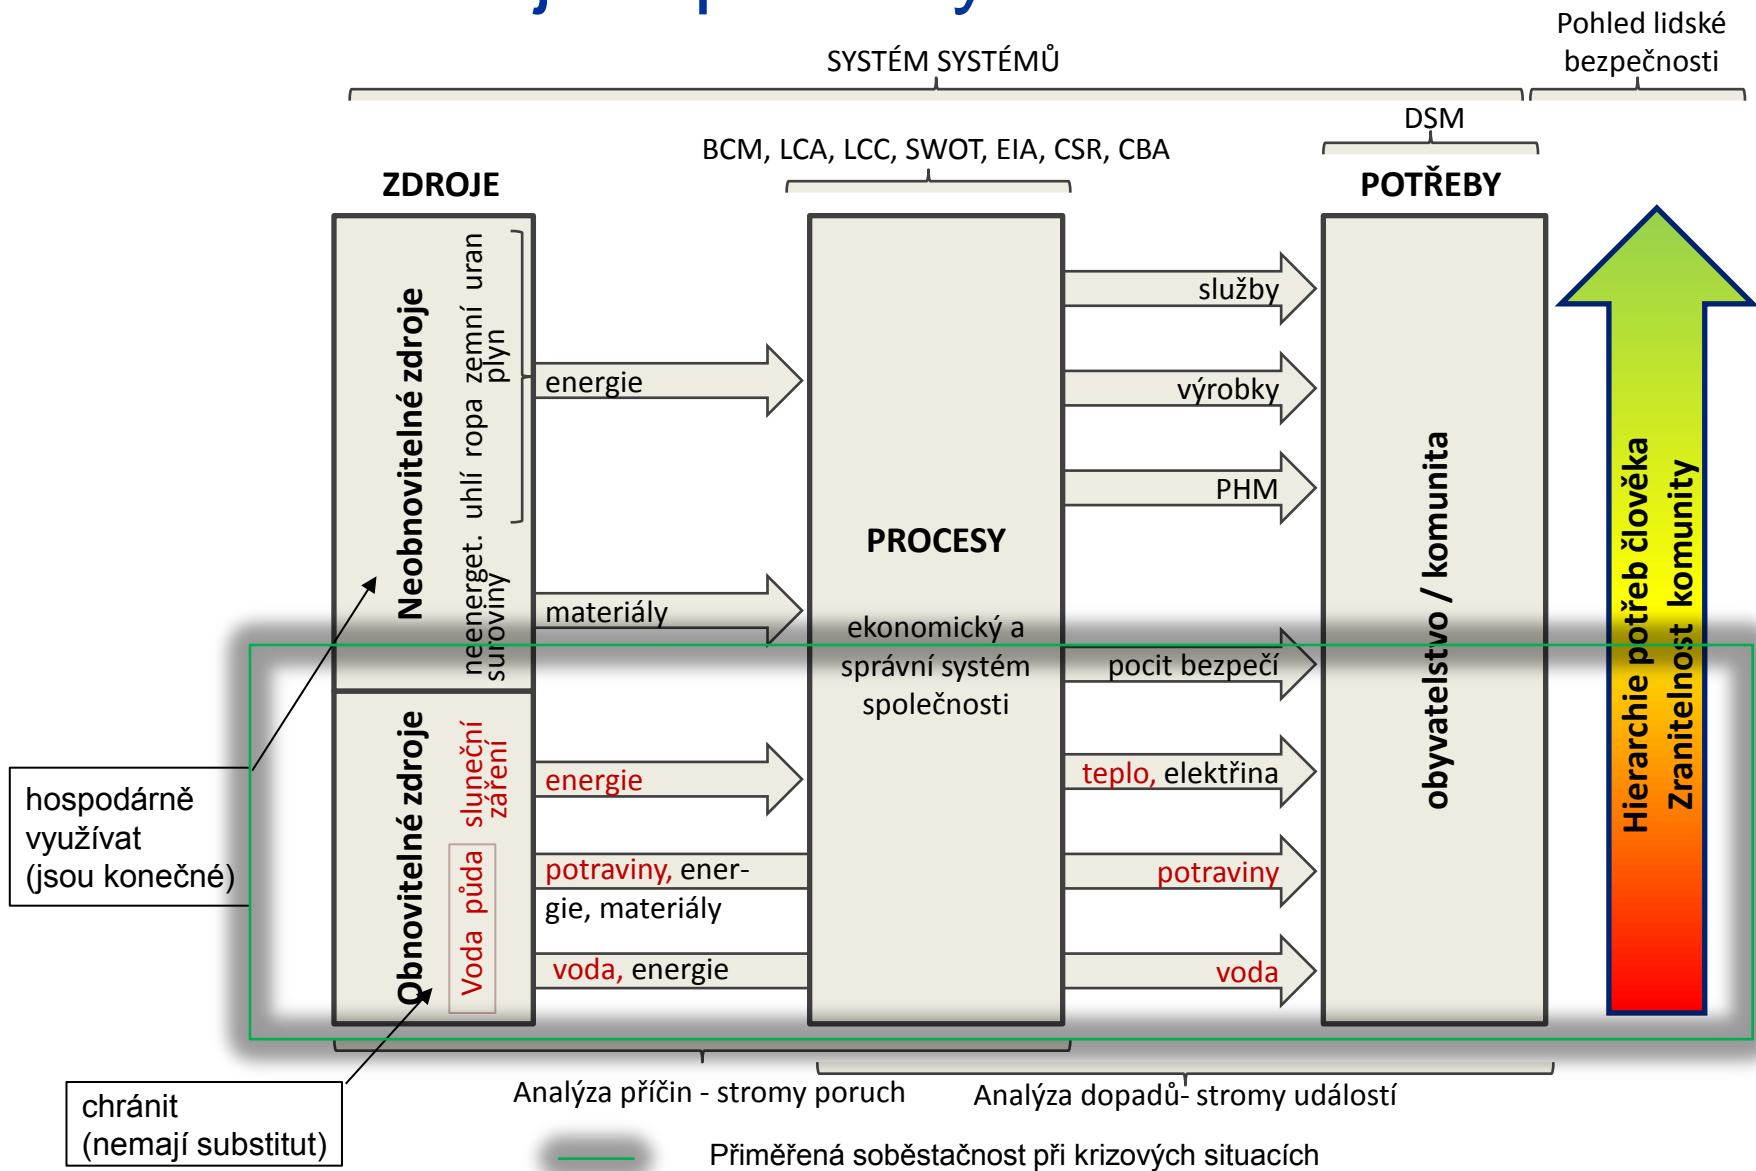 Pohled lidské
bezpečnosti
SYSTÉM SYSTÉMŮ
DSM
BCM, LCA, LCC, SWOT, EIA, CSR, CBA
ZDROJE
POTŘEBY
Neobnovitelné zdroje
neenerget.
suroviny
uhlí
ropa
zemní
plyn
uran
energie
materiály
PROCESY
ekonomický a
správní systém
společnosti
služby
výrobky
PHM
pocit bezpečí
teplo, elektřina
potraviny
voda
obyvatelstvo / komunita
Hierarchie potřeb člověka
Zranitelnost komunity
Obnovitelné zdroje
Voda
půda
sluneční
záření
energie
potraviny, ener-
gie, materiály
voda, energie
hospodárně
využívat
(jsou konečné)
chránit
(nemají substitut)
Analýza příčin - stromy poruch
Analýza dopadů- stromy událostí
Přiměřená soběstačnost při krizových situacích